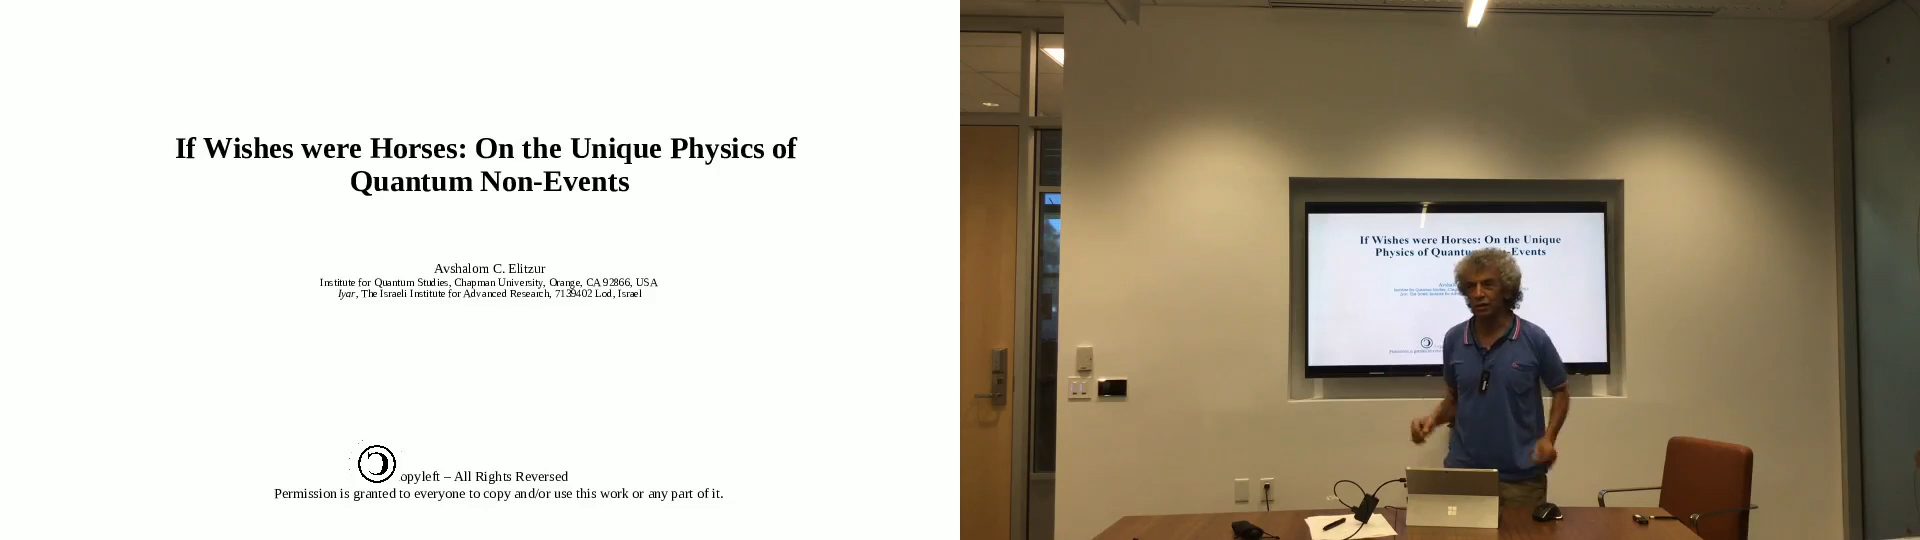 If Wishes were Horses: On the Unique Physics of
Quantum Non-Events
Avshalom C. Elitzur
Institute for Quantum Studies, Chapman University, Orange, CA 92866, USA
Iyar, The Israeli Institute for Advanced Research, 7139402 Lod, Israel
opyleft – All Rights Reversed
Permission is granted to everyone to copy and/or use this work or any part of it.
If Wishes were Horses: On the Unique
Physics of Quantum Non-Events